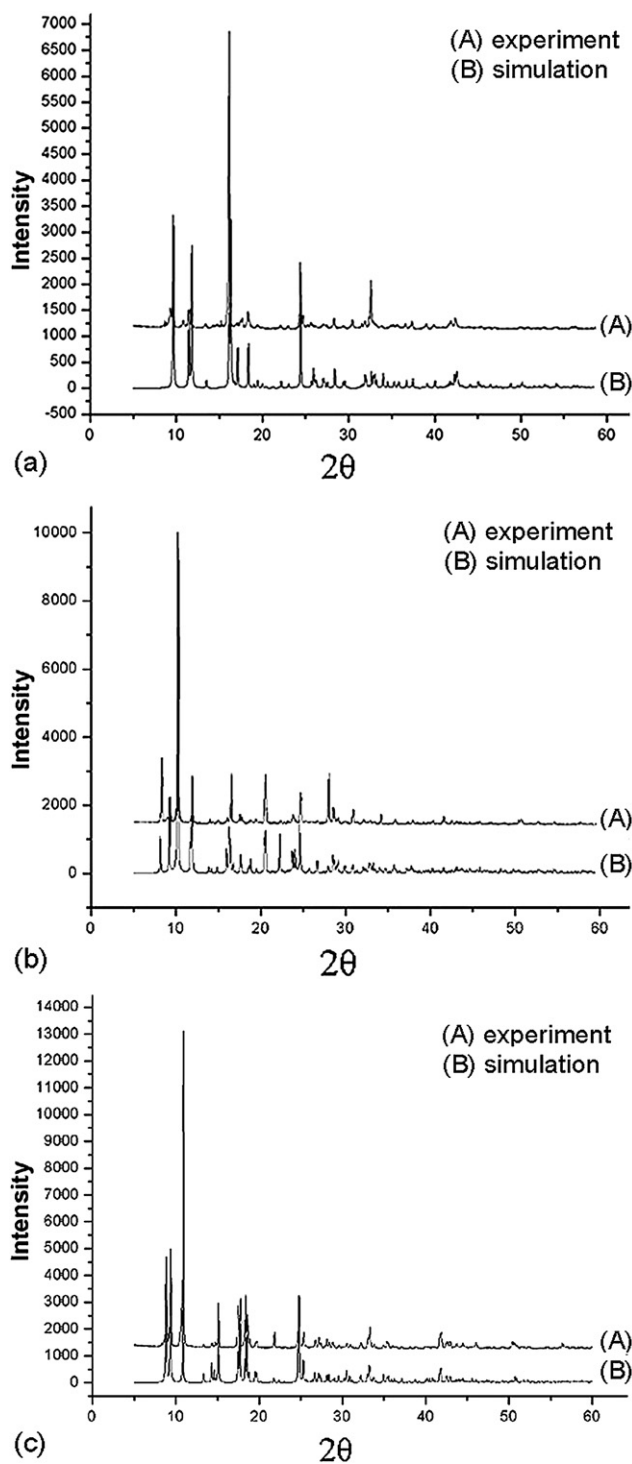 (A) experiment
(B) simulation
7000
6500
6000
5500
5000
4500
4000
3500
3000
2500
2000
1500
1000
500
0
-500
Intensity
(A)
(B)
0 10 20 30 40 50 60
(a)
2θ
(A) experiment
(B) simulation
10000
8000
6000
4000
2000
0
Intensity
(A)
(B)
0 10 20 30 40 50 60
(b)
2θ
(A) experiment
(B) simulation
14000
13000
12000
11000
10000
9000
8000
7000
6000
5000
4000
3000
2000
1000
0
Intensity
(A)
(B)
0 10 20 30 40 50 60
(c)
2θ